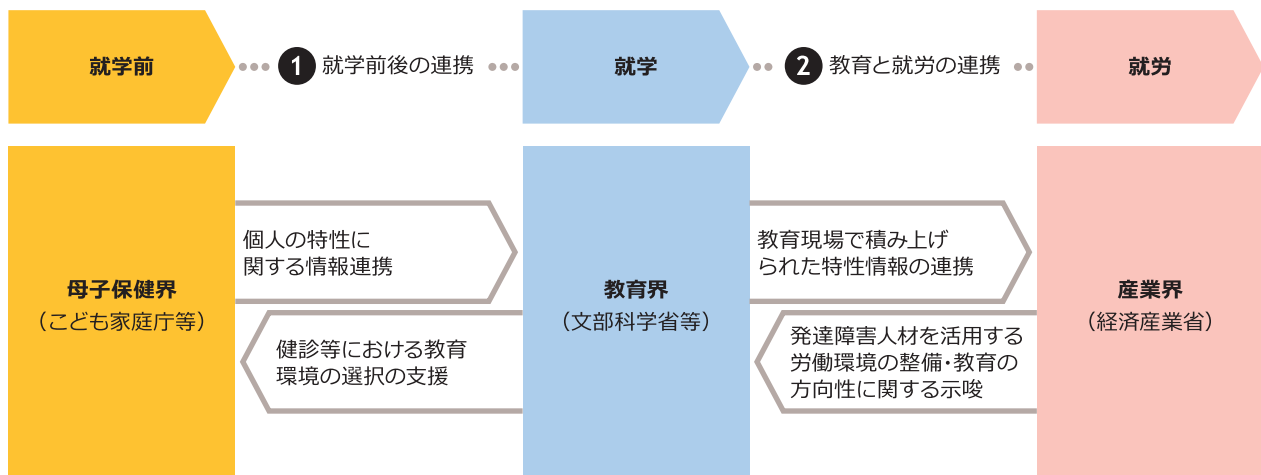 就学前
1 就学前後の連携
就学
2 教育と就労の連携
就労
母子保健界
（こども家庭庁等）
個人の特性に
関する情報連携
健診等における教育
環境の選択の支援
教育界
（文部科学省等）
教育現場で積み上げ
られた特性情報の連携
発達障害人材を活用する
労働環境の整備・教育の
方向性に関する示唆
産業界
（経済産業省）